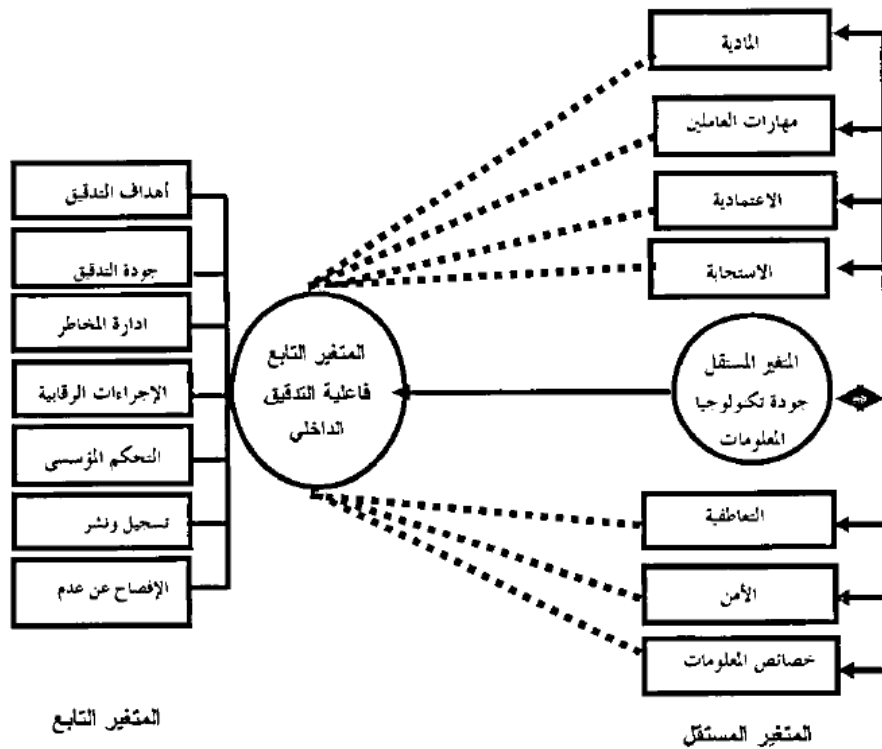 المادية
مهارات العاملين
الاعتمادية
الاستجابة
المتغير المستقل
جودة تكنولوجيا
المعلومات
التعاطفية
الأمن
خصائص المعلومات
المتغير المستقل
المتغير التابع
فاعلية التدقيق
الداخلي
أهداف التدقيق
جودة التدقيق
ادارة المخاطر
الإجراءات الرقابية
التحكم المؤسسي
تسجيل ونشر
الإفصاح عن عدم
المتغير التابع